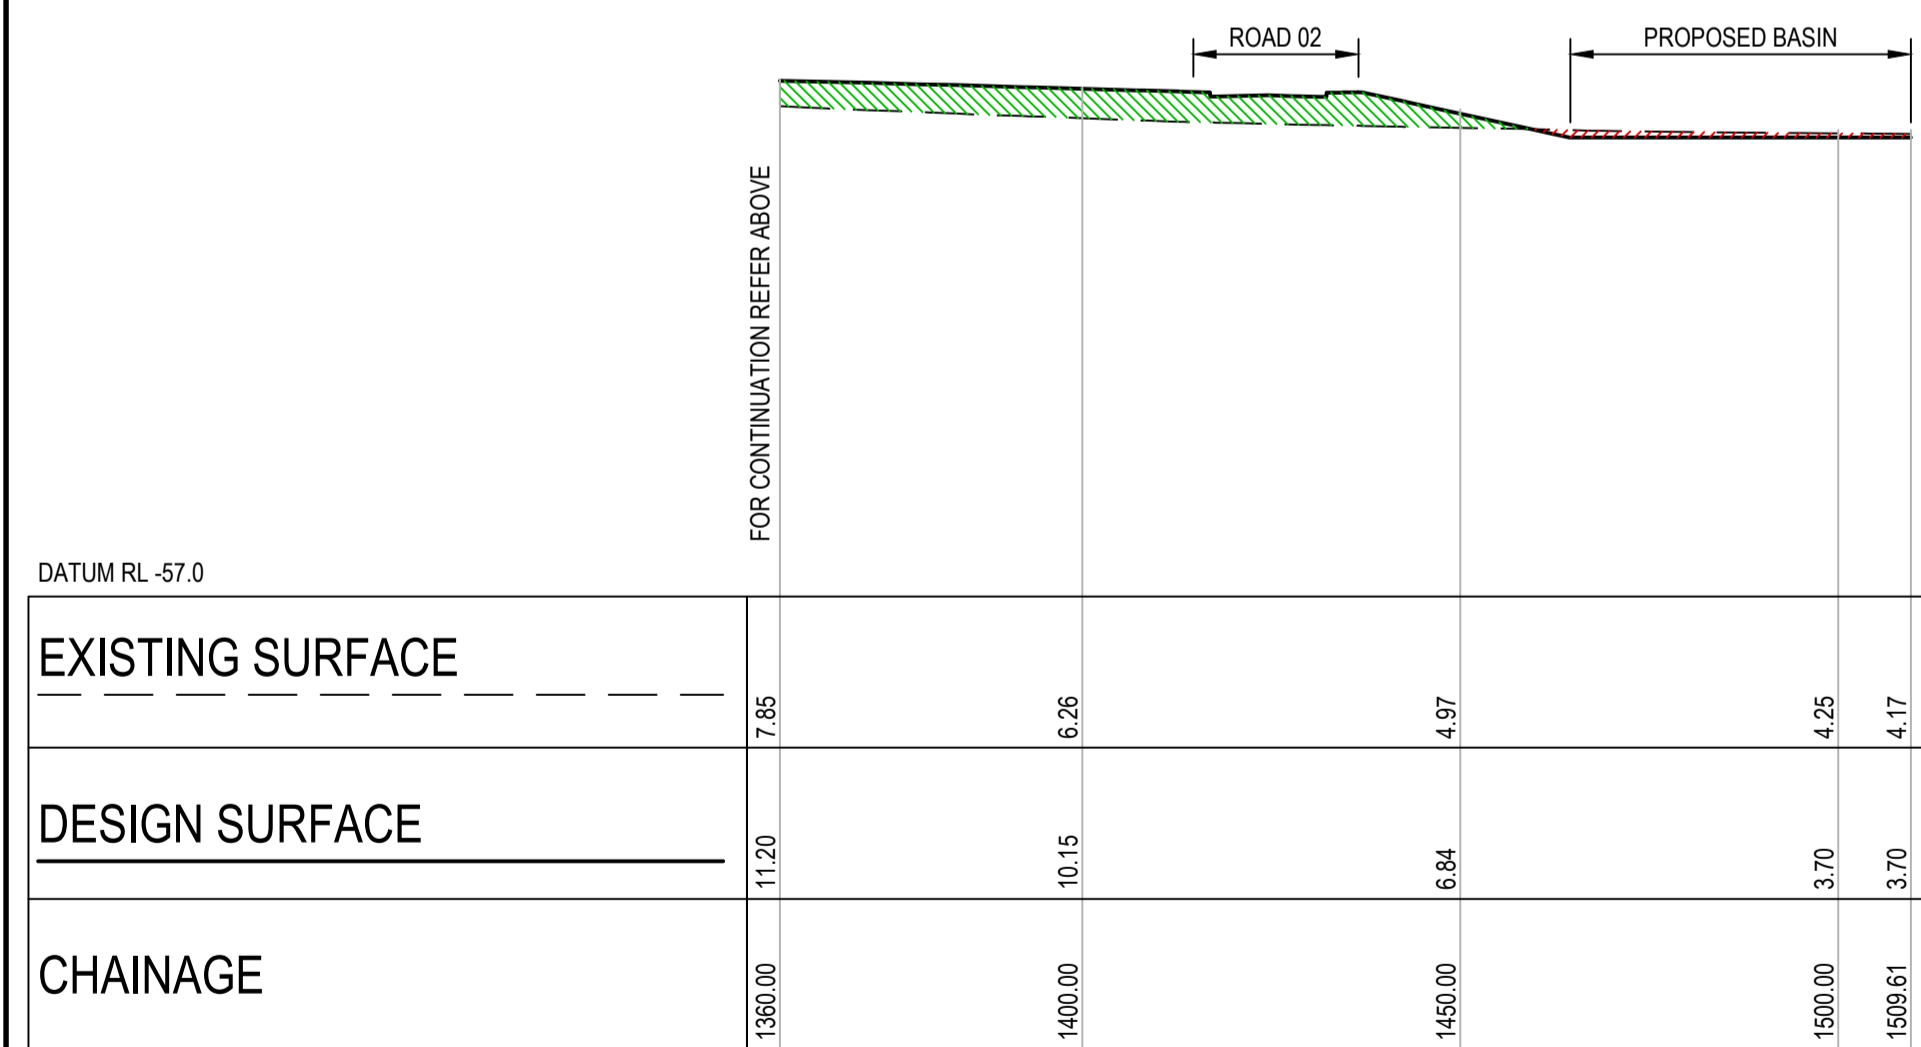 ROAD 02
PROPOSED BASIN
FOR CONTINUATION REFER ABOVE
DATUM RL -57.0
EXISTING SURFACE
7.85 6.26 4.97 4.25 4.17
DESIGN SURFACE
11.20 10.15 6.84 3.70 3.70
CHAINAGE
1360.00 1400.00 1450.00 1500.00 1509.61